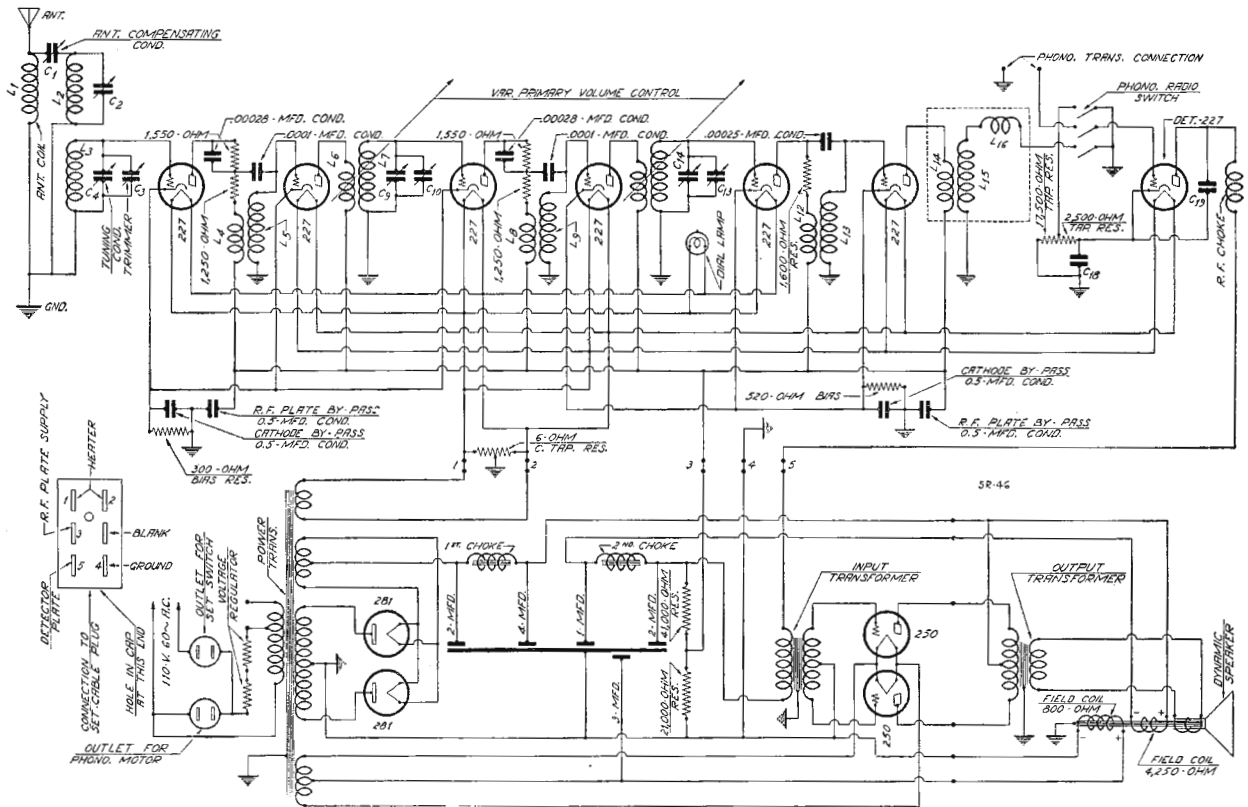 ANT.
ANT. COMPENSATING
COND.
C1
L1
L2
C2
ANT. COIL
L3
C4
C3
TUNING
COND.
TRIMMER
GND.
1,550-OHM
.00028-MFD. COND.
.0001-MFD. COND.
227
1,250-OHM
L4
L5
227
L6
L7
C9
C10
VAR. PRIMARY VOLUME CONTROL
1,550-OHM
.00028-MFD. COND.
.0001-MFD. COND.
227
1,250-OHM
L8
L9
227
C14
C13
.00025-MFD. COND.
DIAL LAMP
227
1,600-OHM
RES.
L12
L13
227
L14
L15
L16
PHONO. TRANS. CONNECTION
PHONO. RADIO
SWITCH
DET.-227
17,500-OHM
TAP. RES.
2,500-OHM
TAP. RES.
C18
C19
R.F. CHOKE
R.F. PLATE BY-PASS
0.5-MFD. COND.
CATHODE BY-PASS
0.5-MFD. COND.
300-OHM
BIAS RES.
6-OHM
C. TAP. RES.
1
2
3
4
5
520-OHM BIAS
CATHODE BY-PASS
0.5-MFD. COND.
R.F. PLATE BY-PASS
0.5-MFD. COND.
SR-46
R.F. PLATE SUPPLY
HEATER
1
2
3
BLANK
5
4
GROUND
DETECTOR
PLATE
CONNECTION TO
SET-CABLE PLUG
HOLE IN CAP
AT THIS END
110V. 60~A.C.
OUTLET FOR
SET SWITCH
VOLTAGE
REGULATOR
OUTLET FOR
PHONO. MOTOR
POWER
TRANS.
281
281
1ST. CHOKE
2ND. CHOKE
2-MFD.
4-MFD.
1-MFD.
2-MFD.
3-MFD.
41,000-OHM
RES.
21,000-OHM
RES.
INPUT
TRANSFORMER
250
250
OUTPUT
TRANSFORMER
DYNAMIC
SPEAKER
FIELD COIL
800-OHM
- +
- +
FIELD COIL
4,250-OHM